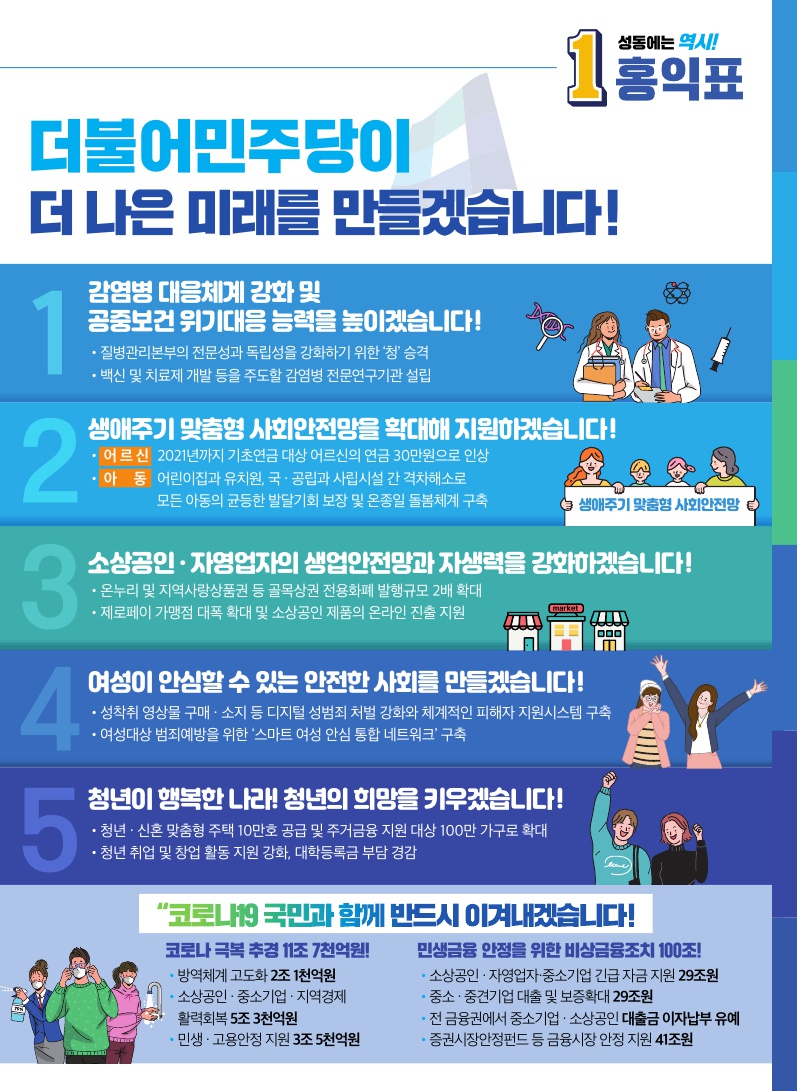 성동에는 역시!
1 홍익표
더불어민주당이
더 나은 미래를 만들겠습니다!
1
감염병 대응체계 강화 및
공중보건 위기대응 능력을 높이겠습니다!
• 질병관리본부의 전문성과 독립성을 강화하기 위한 ‘청’ 승격
• 백신 및 치료제 개발 등을 주도할 감염병 전문연구기관 설립
2
생애주기 맞춤형 사회안전망을 확대해 지원하겠습니다!
• 어르신 2021년까지 기초연금 대상 어르신의 연금 30만원으로 인상
• 아 동 어린이집과 유치원, 국·공립과 사립시설 간 격차해소로
모든 아동의 균등한 발달기회 보장 및 온종일 돌봄체계 구축
생애주기 맞춤형 사회안전망
3
소상공인·자영업자의 생업안전망과 자생력을 강화하겠습니다!
• 온누리 및 지역사랑상품권 등 골목상권 전용화폐 발행규모 2배 확대
• 제로페이 가맹점 대폭 확대 및 소상공인 제품의 온라인 진출 지원
market
4
여성이 안심할 수 있는 안전한 사회를 만들겠습니다!
• 성착취 영상물 구매·소지 등 디지털 성범죄 처벌 강화와 체계적인 피해자 지원시스템 구축
• 여성대상 범죄예방을 위한 ‘스마트 여성 안심 통합 네트워크’ 구축
5
청년이 행복한 나라! 청년의 희망을 키우겠습니다!
• 청년·신혼 맞춤형 주택 10만호 공급 및 주거금융 지원 대상 100만 가구로 확대
• 청년 취업 및 창업 활동 지원 강화, 대학등록금 부담 경감
“코로나19 국민과 함께 반드시 이겨내겠습니다!
코로나 극복 추경 11조 7천억원!
• 방역체계 고도화 2조 1천억원
• 소상공인·중소기업·지역경제
활력회복 5조 3천억원
• 민생·고용안정 지원 3조 5천억원
민생금융 안정을 위한 비상금융조치 100조!
• 소상공인·자영업자·중소기업 긴급 자금 지원 29조원
• 중소·중견기업 대출 및 보증확대 29조원
• 전 금융권에서 중소기업·소상공인 대출금 이자납부 유예
• 증권시장안정펀드 등 금융시장 안정 지원 41조원